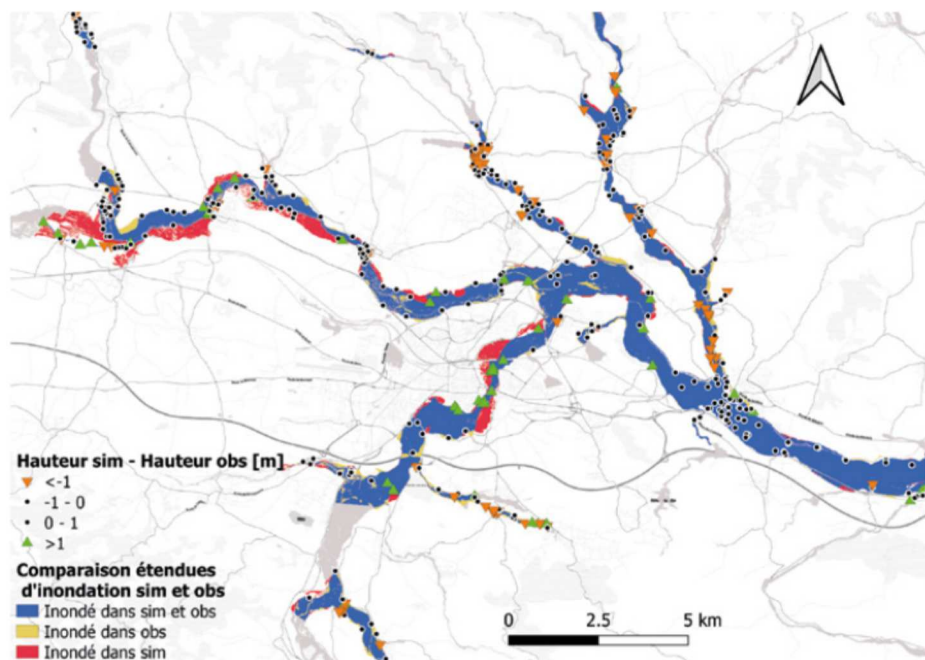 Hauteur sim - Hauteur obs [m]
<-1
-1 - 0
0 - 1
>1
Comparaison étendues
d'inondation sim et obs
Inondé dans sim et obs
Inondé dans obs
Inondé dans sim
0 2.5 5 km